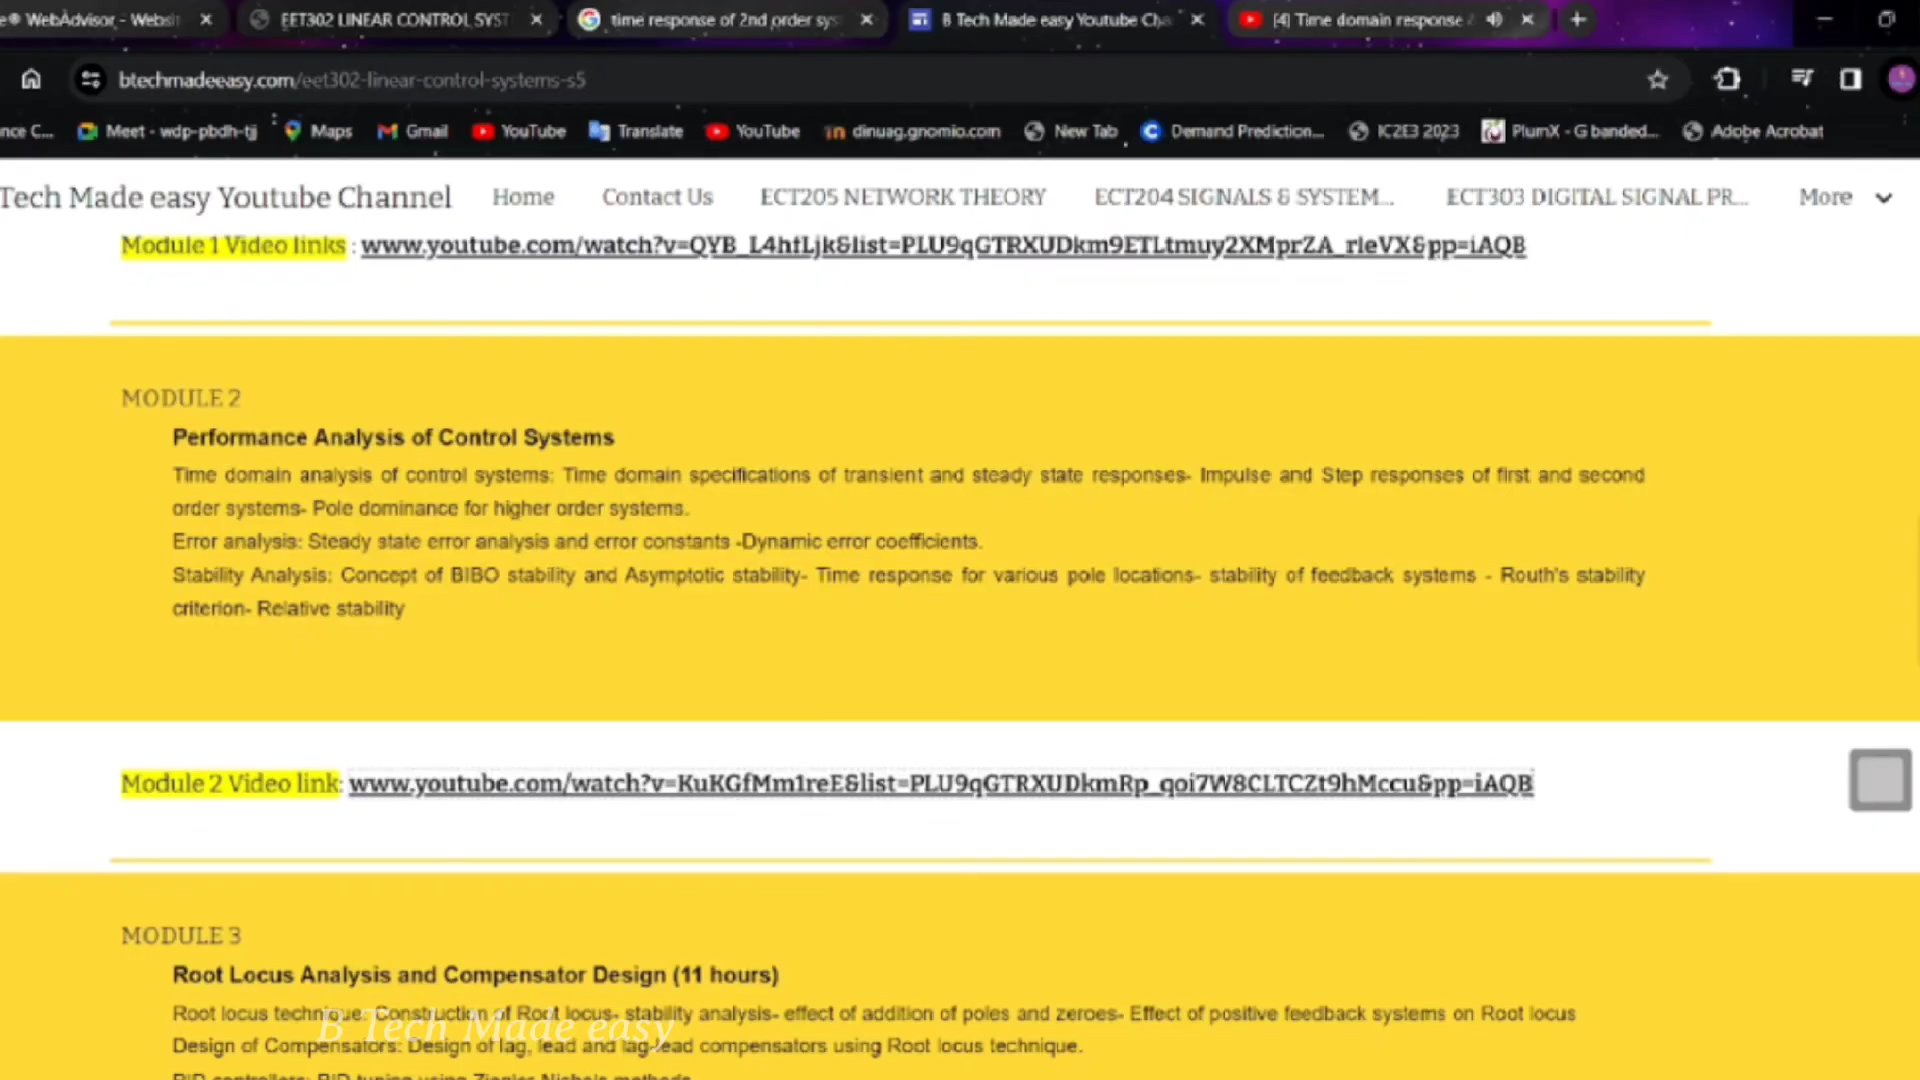 e® WebAdvisor - Websi
EET302 LINEAR CONTROL SYST
time response of 2nd order sys
B Tech Made easy Youtube Cha
[4] Time domain response
btechmadeeasy.com/eet302-linear-control-systems-s5
nce C...
Meet - wdp-pbdh-tij
Maps
Gmail
YouTube
Translate
YouTube
dinuag.gnomio.com
New Tab
Demand Prediction...
IC2E3 2023
PlumX - G banded...
Adobe Acrobat
Tech Made easy Youtube Channel
Home
Contact Us
ECT205 NETWORK THEORY
ECT204 SIGNALS & SYSTEM...
ECT303 DIGITAL SIGNAL PR...
More
Module 1 Video links : www.youtube.com/watch?v=QYB_L4hfLjk&list=PLU9qGTRXUDkm9ETLtmuy2XMprZA_rleVX&pp=iAQB
MODULE 2
Performance Analysis of Control Systems
Time domain analysis of control systems: Time domain specifications of transient and steady state responses- Impulse and Step responses of first and second
order systems- Pole dominance for higher order systems.
Error analysis: Steady state error analysis and error constants -Dynamic error coefficients.
Stability Analysis: Concept of BIBO stability and Asymptotic stability- Time response for various pole locations- stability of feedback systems - Routh's stability
criterion- Relative stability
Module 2 Video link: www.youtube.com/watch?v=KuKGfMm1reE&list=PLU9qGTRXUDkmRp_qoi7W8CLTCZt9hMccu&pp=iAQB
MODULE 3
Root Locus Analysis and Compensator Design (11 hours)
Root locus technique: Construction of Root locus- stability analysis- effect of addition of poles and zeroes- Effect of positive feedback systems on Root locus
B Tech Made easy
Design of Compensators: Design of lag, lead and lag-lead compensators using Root locus technique.
PID controllers: PID tuning using Ziegler-Nichols methods